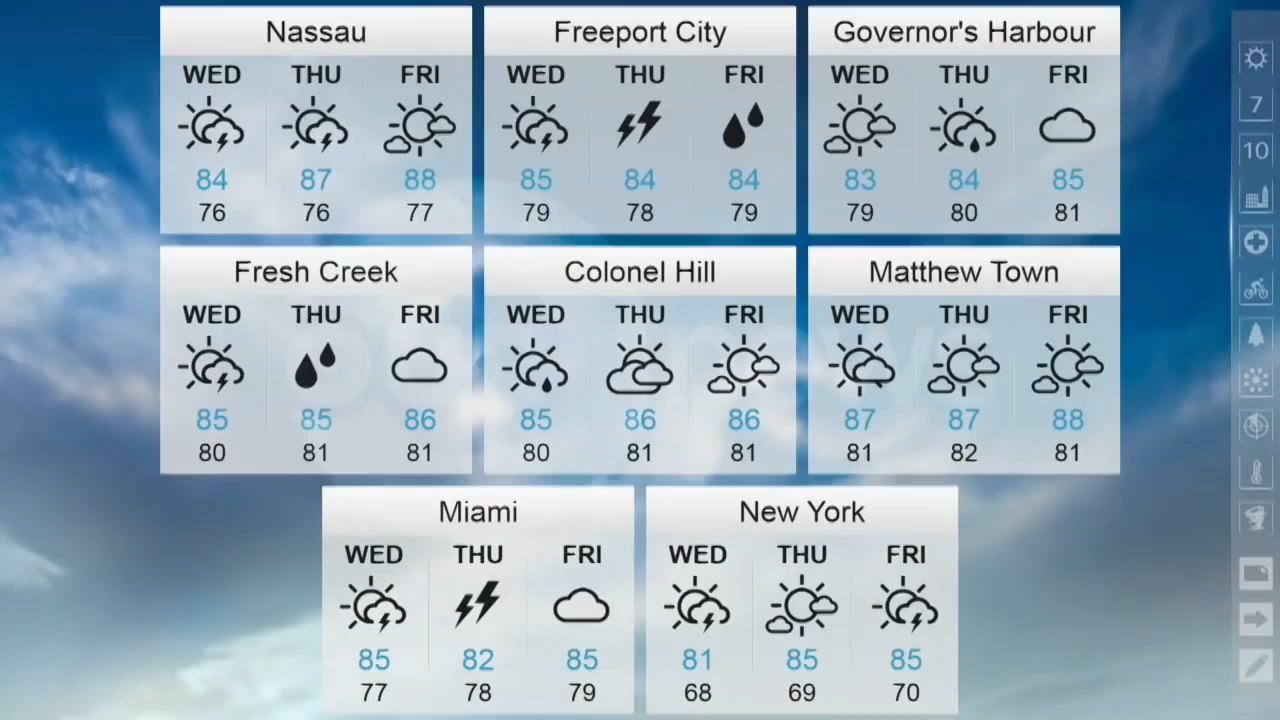 Nassau
WED THU FRI
84 87 88
76 76 77
Freeport City
WED THU FRI
85 84 84
79 78 79
Governor's Harbour
WED THU FRI
83 84 85
79 80 81
Fresh Creek
WED THU FRI
85 85 86
80 81 81
Colonel Hill
WED THU FRI
85 86 86
80 81 81
Matthew Town
WED THU FRI
87 87 88
81 82 81
Miami
WED THU FRI
85 82 85
77 78 79
New York
WED THU FRI
81 85 85
68 69 70
7
10